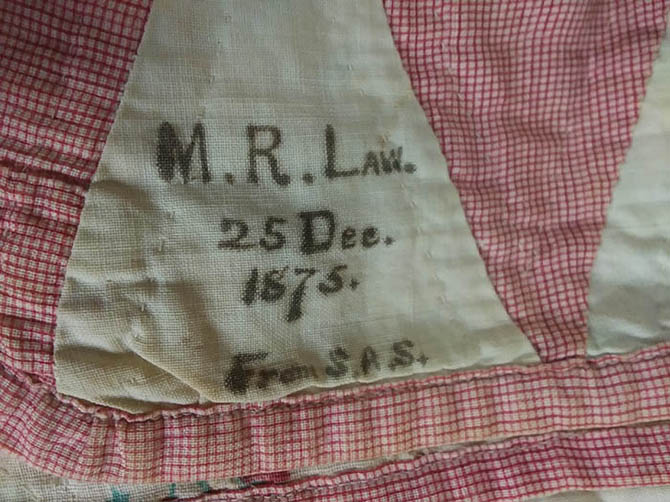 M. R. LAW.
25 Dec.
1875.
From S.A.S.